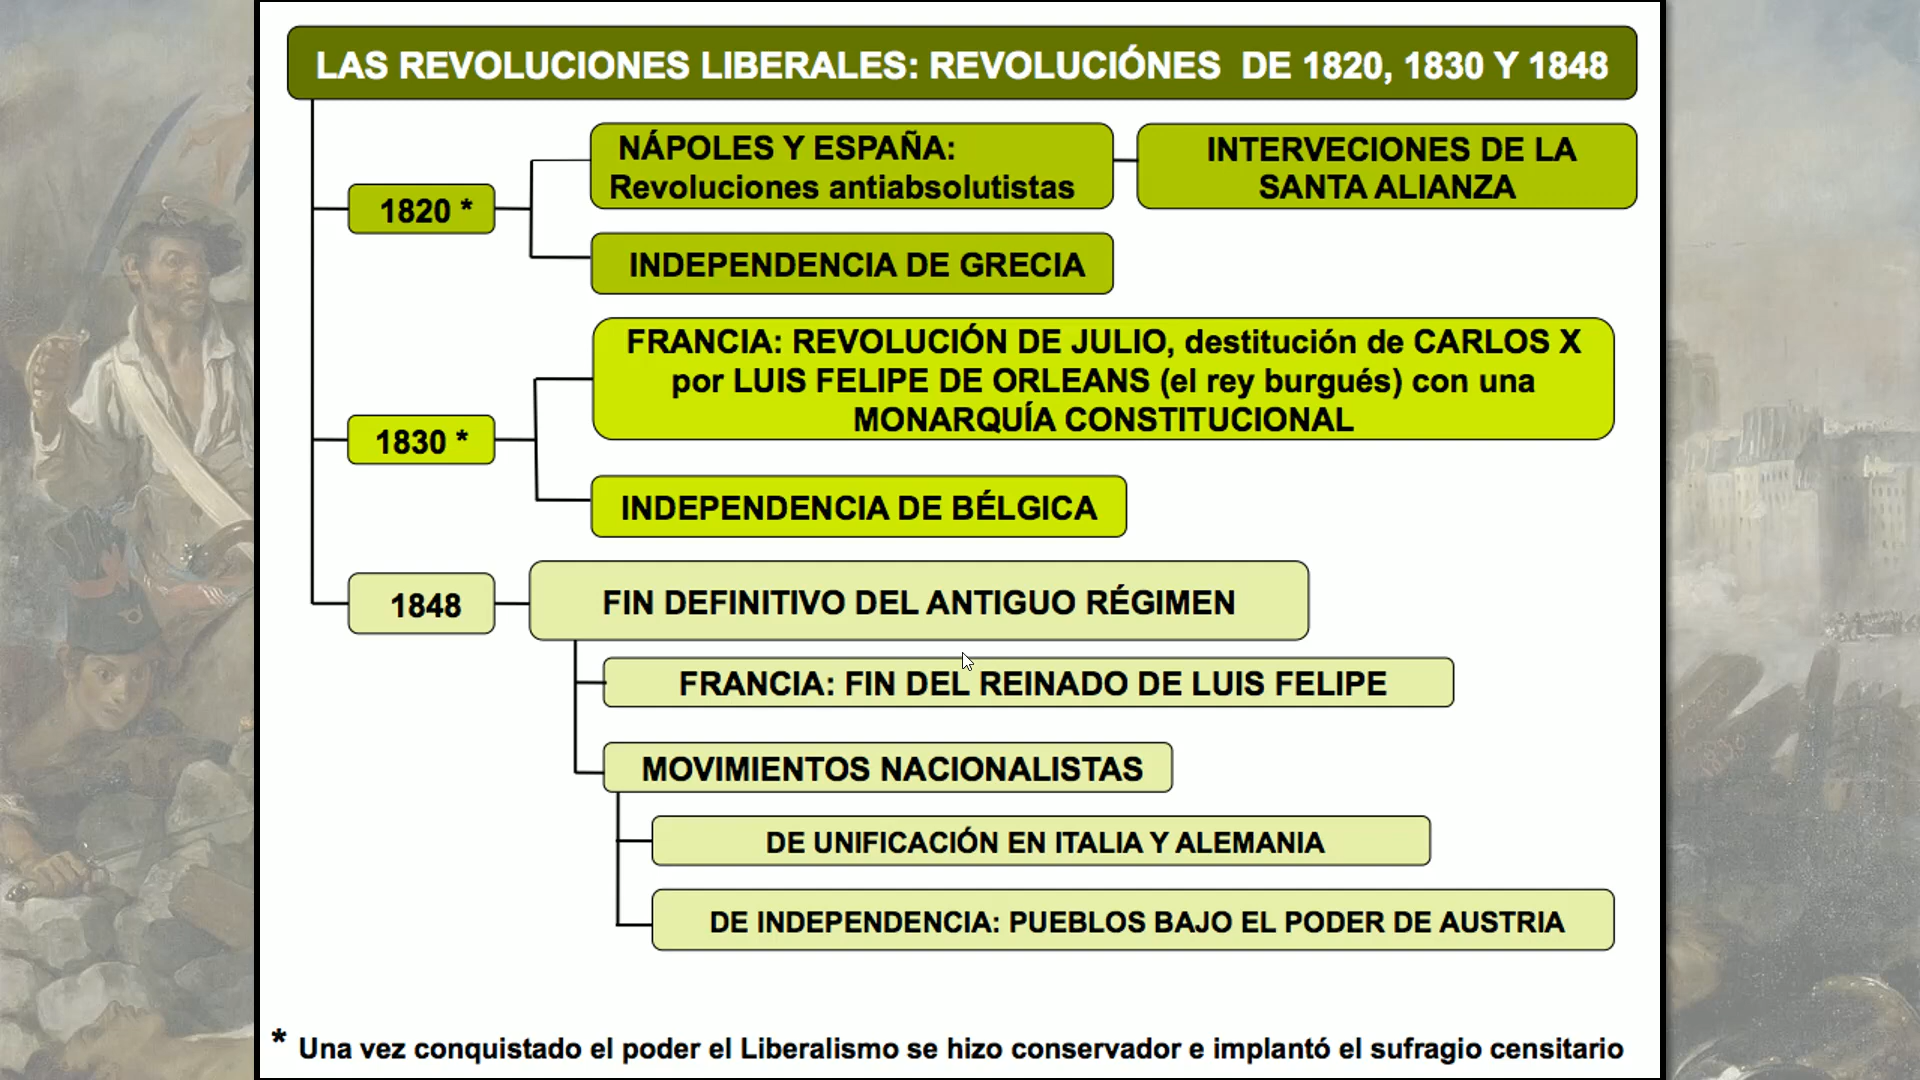 LAS REVOLUCIONES LIBERALES: REVOLUCIÓNES DE 1820, 1830 Y 1848
1820 *
NÁPOLES Y ESPAÑA:
Revoluciones antiabsolutistas
INTERVECIONES DE LA
SANTA ALIANZA
INDEPENDENCIA DE GRECIA
1830 *
FRANCIA: REVOLUCIÓN DE JULIO, destitución de CARLOS X
por LUIS FELIPE DE ORLEANS (el rey burgués) con una
MONARQUÍA CONSTITUCIONAL
INDEPENDENCIA DE BÉLGICA
1848
FIN DEFINITIVO DEL ANTIGUO RÉGIMEN
FRANCIA: FIN DEL REINADO DE LUIS FELIPE
MOVIMIENTOS NACIONALISTAS
DE UNIFICACIÓN EN ITALIA Y ALEMANIA
DE INDEPENDENCIA: PUEBLOS BAJO EL PODER DE AUSTRIA
* Una vez conquistado el poder el Liberalismo se hizo conservador e implantó el sufragio censitario